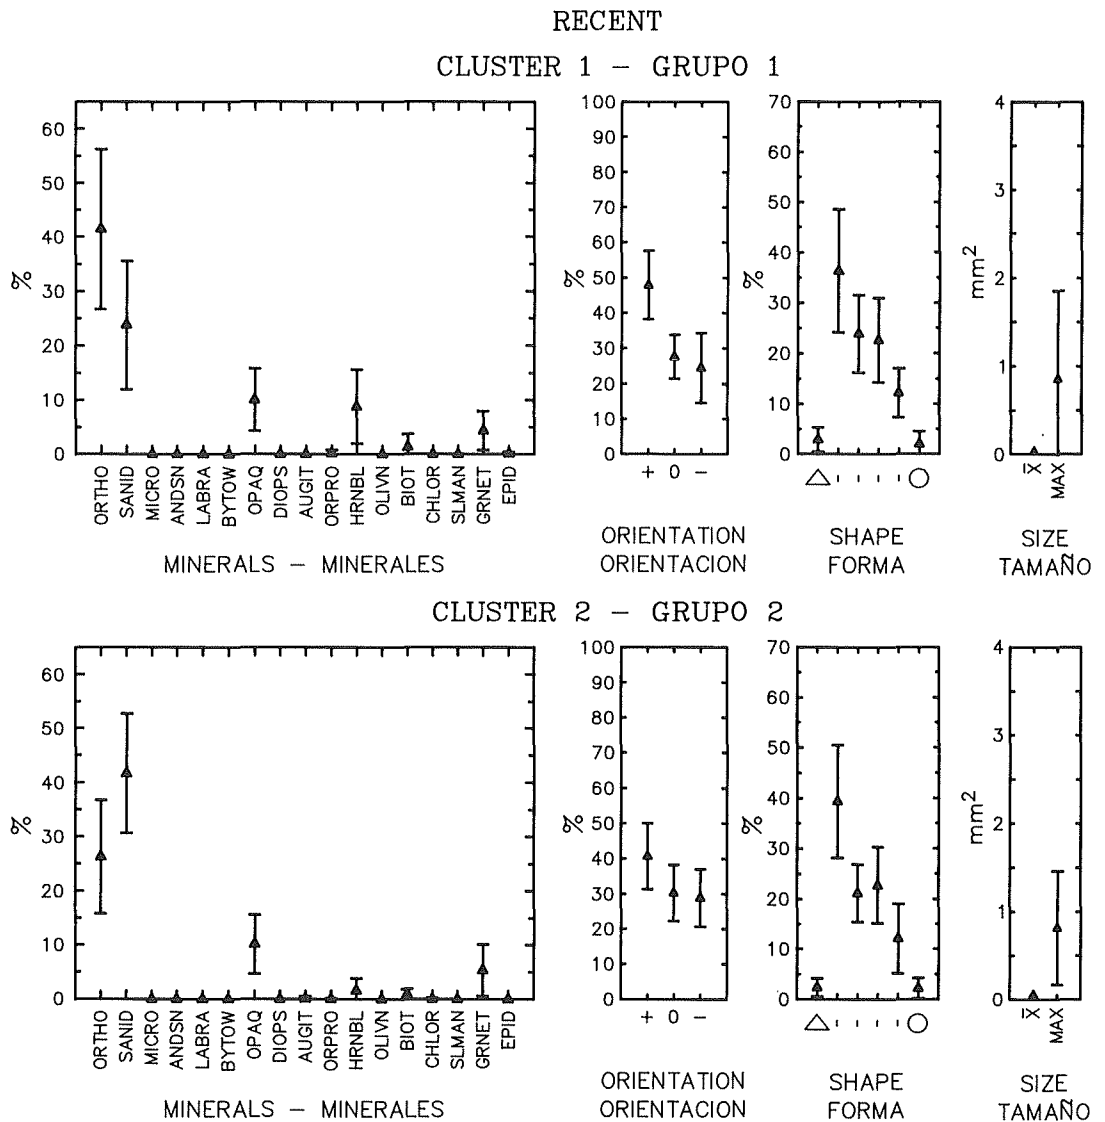 RECENT
CLUSTER 1 – GRUPO 1
60
50
40
30
20
10
0
%
ORTHO
SANID
MICRO
ANDSN
LABRA
BYTOW
OPAQ
DIOPS
AUGIT
ORPRO
HRNBL
OLIVN
BIOT
CHLOR
SLMAN
GRNET
EPID
MINERALS – MINERALES
100
90
80
70
60
50
40
30
20
10
0
%
+ 0 –
ORIENTATION
ORIENTACION
70
60
50
40
30
20
10
0
%
SHAPE
FORMA
4
3
2
1
0
mm²
X̅
MAX
SIZE
TAMAÑO
CLUSTER 2 – GRUPO 2
60
50
40
30
20
10
0
%
ORTHO
SANID
MICRO
ANDSN
LABRA
BYTOW
OPAQ
DIOPS
AUGIT
ORPRO
HRNBL
OLIVN
BIOT
CHLOR
SLMAN
GRNET
EPID
MINERALS – MINERALES
100
90
80
70
60
50
40
30
20
10
0
%
+ 0 –
ORIENTATION
ORIENTACION
70
60
50
40
30
20
10
0
%
SHAPE
FORMA
4
3
2
1
0
mm²
X̅
MAX
SIZE
TAMAÑO